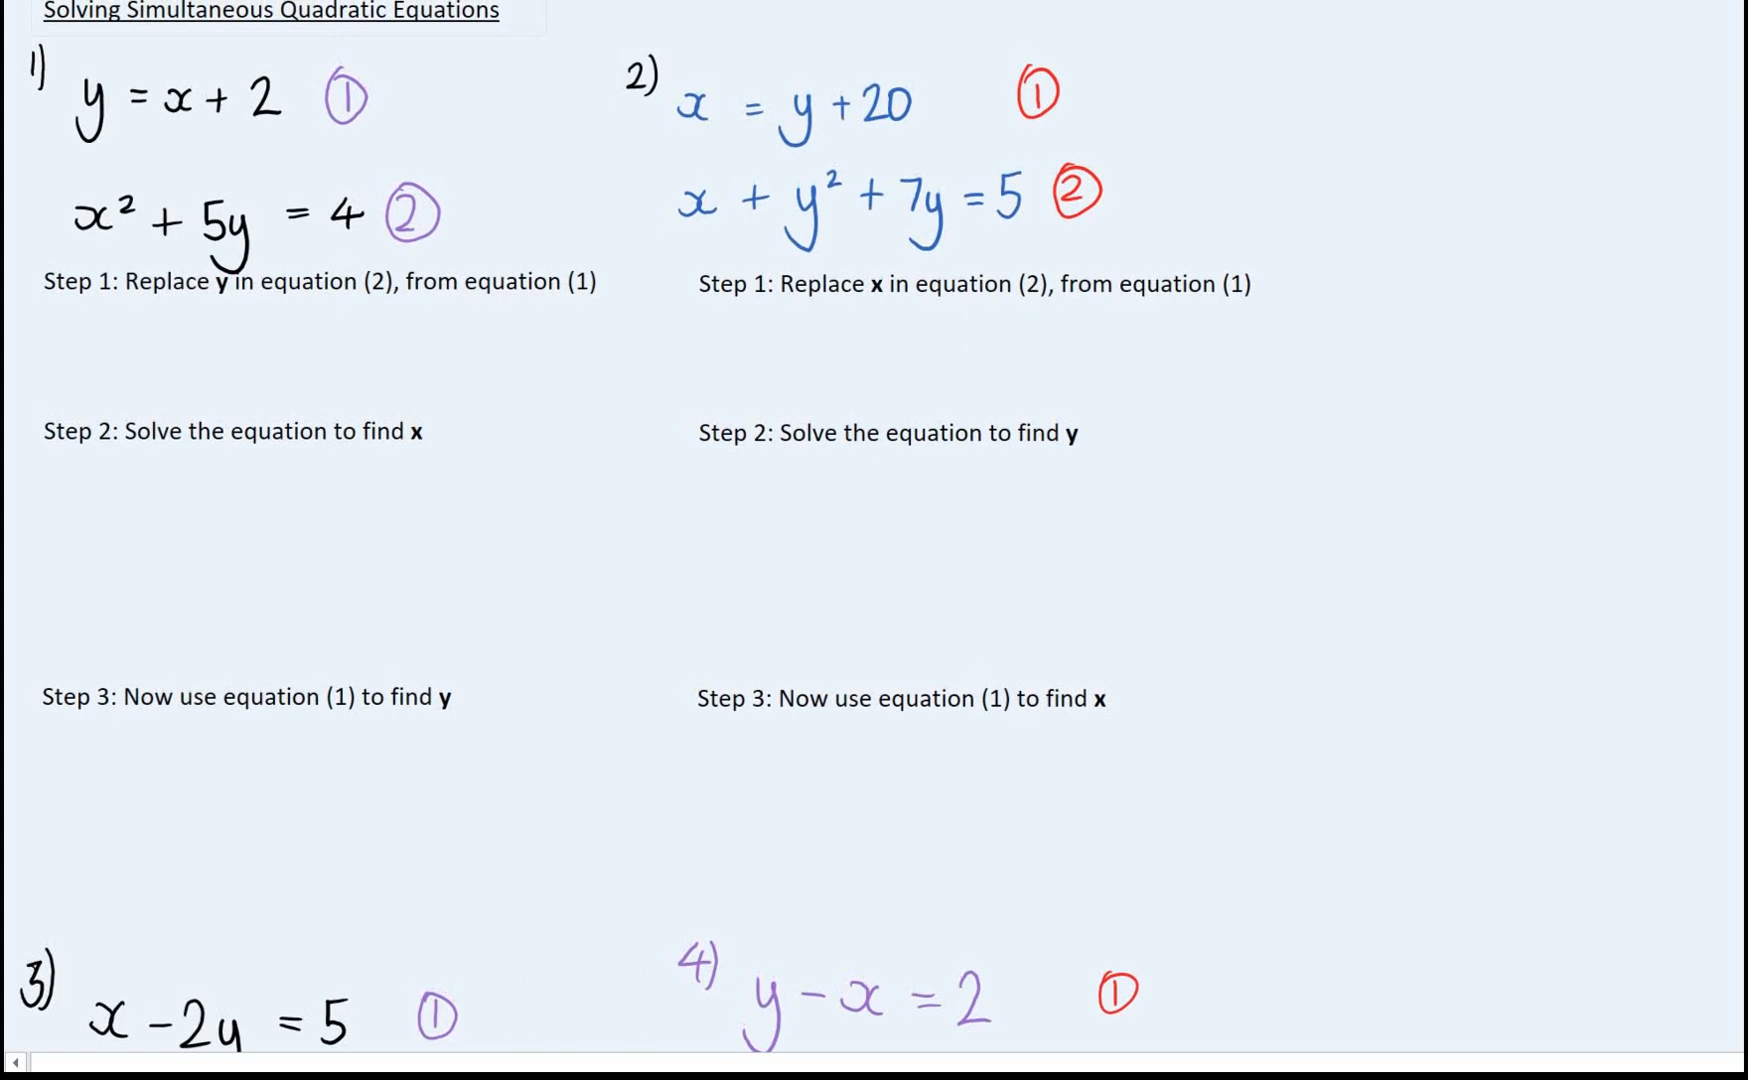 Solving Simultaneous Quadratic Equations
1)
y = x + 2 ①
x² + 5y = 4 ②
Step 1: Replace y in equation (2), from equation (1)
Step 2: Solve the equation to find x
Step 3: Now use equation (1) to find y
2)
x = y + 20 ①
x + y² + 7y = 5 ②
Step 1: Replace x in equation (2), from equation (1)
Step 2: Solve the equation to find y
Step 3: Now use equation (1) to find x
3)
x - 2y = 5 ①
4)
y - x = 2 ①